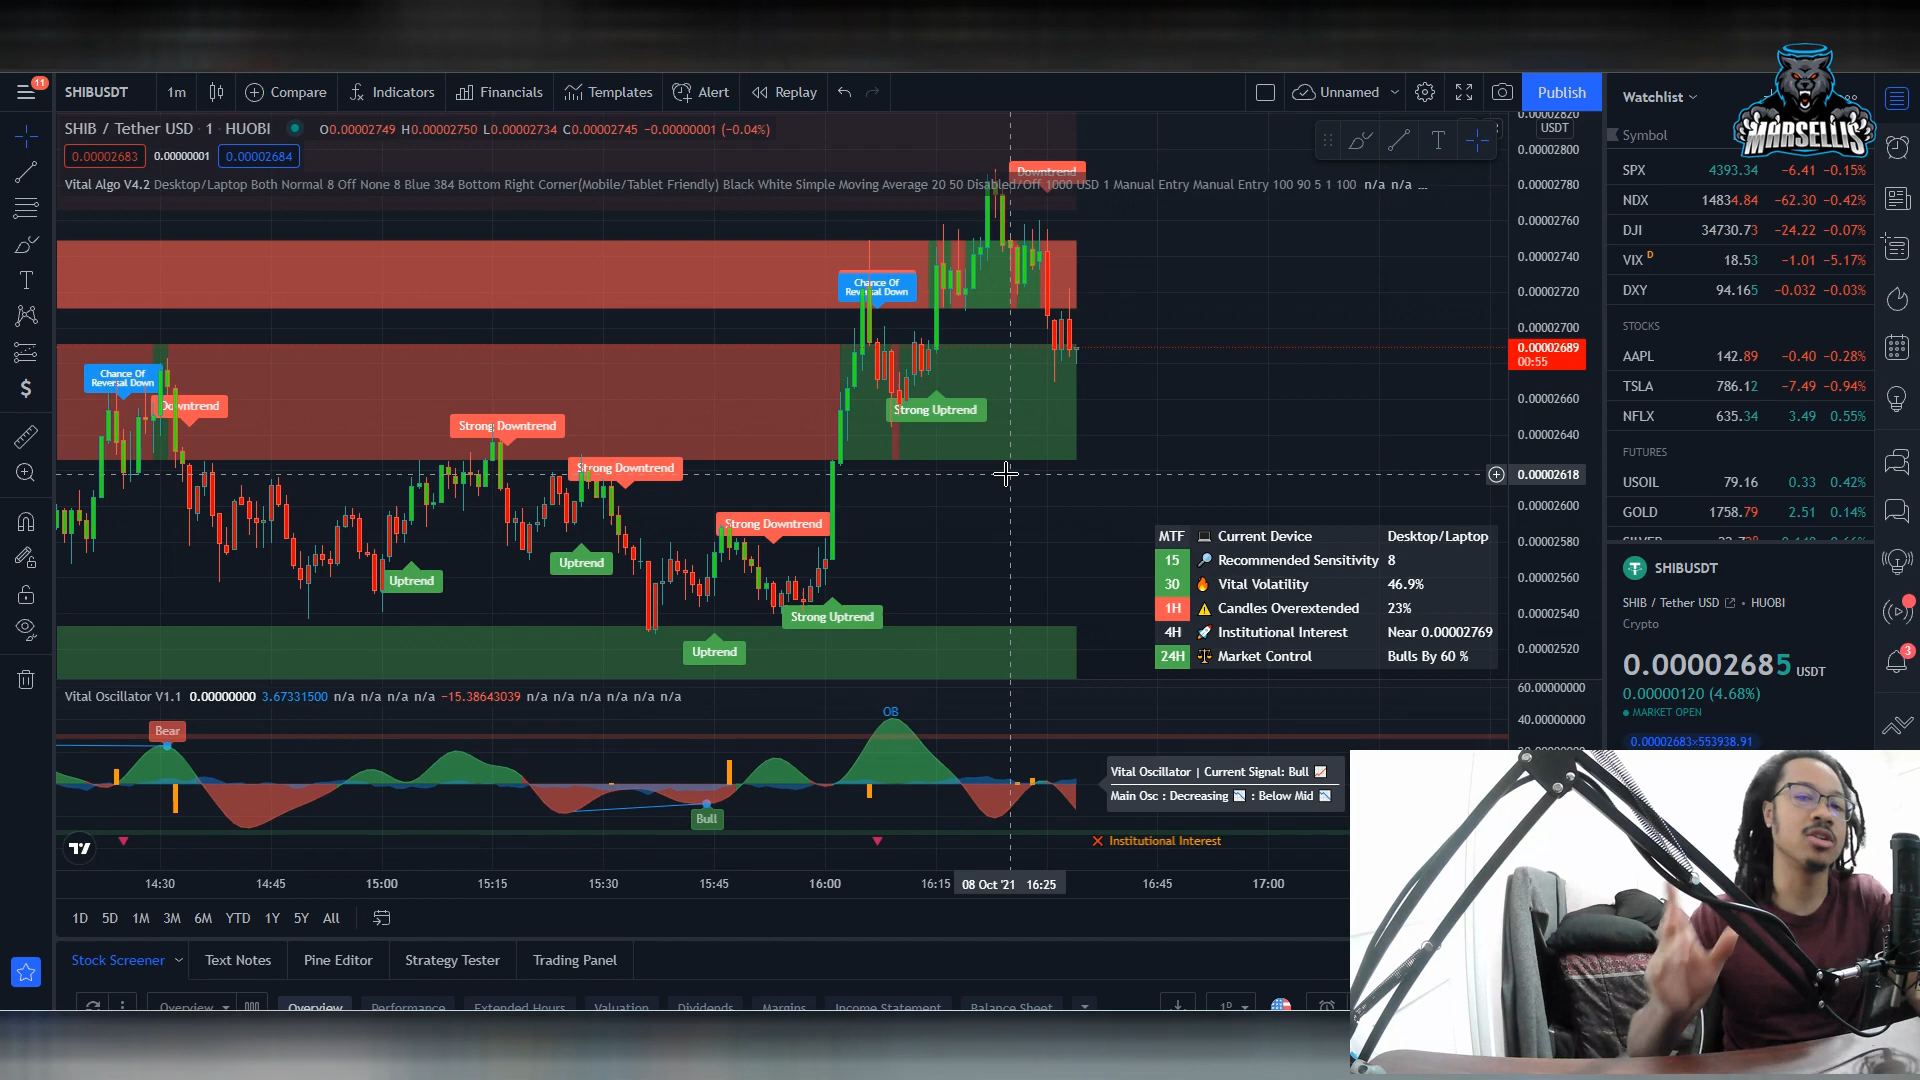 11
SHIBUSDT 1m Compare Indicators Financials Templates Alert Replay Unnamed Publish
Watchlist
MARSELLIS
SHIB / Tether USD · 1 · HUOBI O0.00002749 H0.00002750 L0.00002734 C0.00002745 −0.00000001 (−0.04%)
0.00002683 0.00000001 0.00002684
Vital Algo V4.2 Desktop/Laptop Both Normal 8 Off None 8 Blue 384 Bottom Right Corner(Mobile/Tablet Friendly) Black White Simple Moving Average 20 50 Disabled/Off 1000 USD 1 Manual Entry Manual Entry 100 90 5 1 100 n/a n/a ...
Downtrend
Chance Of
Reversal Down
Chance Of
Reversal Down
Downtrend
Strong Downtrend
Strong Downtrend
Strong Downtrend
Strong Uptrend
Uptrend
Uptrend
Uptrend
Strong Uptrend
0.00002820
USDT
0.00002800
0.00002780
0.00002760
0.00002740
0.00002720
0.00002700
0.00002689
00:55
0.00002660
0.00002640
0.00002618
0.00002600
0.00002580
0.00002560
0.00002540
0.00002520
MTF Current Device Desktop/Laptop
15 Recommended Sensitivity 8
30 Vital Volatility 46.9%
1H Candles Overextended 23%
4H Institutional Interest Near 0.00002769
24H Market Control Bulls By 60 %
Symbol
SPX 4393.34 −6.41 −0.15%
NDX 14834.84 −62.30 −0.42%
DJI 34730.73 −24.22 −0.07%
VIX D 18.53 −1.01 −5.17%
DXY 94.165 −0.032 −0.03%
STOCKS
AAPL 142.89 −0.40 −0.28%
TSLA 786.12 −7.49 −0.94%
NFLX 635.34 3.49 0.55%
FUTURES
USOIL 79.16 0.33 0.42%
GOLD 1758.79 2.51 0.14%
SHIBUSDT
SHIB / Tether USD • HUOBI
Crypto
0.00002685 USDT
0.00000120 (4.68%)
MARKET OPEN
0.00002683×553938.91
3
Vital Oscillator V1.1 0.00000000 3.67331500 n/a n/a n/a n/a −15.38643039 n/a n/a n/a n/a n/a n/a
60.00000000
40.00000000
OB
Bear
Bull
Vital Oscillator | Current Signal: Bull
Main Osc : Decreasing : Below Mid
Institutional Interest
14:30 14:45 15:00 15:15 15:30 15:45 16:00 16:15 08 Oct '21 16:25 16:45 17:00
1D 5D 1M 3M 6M YTD 1Y 5Y All
Stock Screener Text Notes Pine Editor Strategy Tester Trading Panel
Overview Overview Performance Extended Hours Valuation Dividends Margins Income Statement Balance Sheet 1D